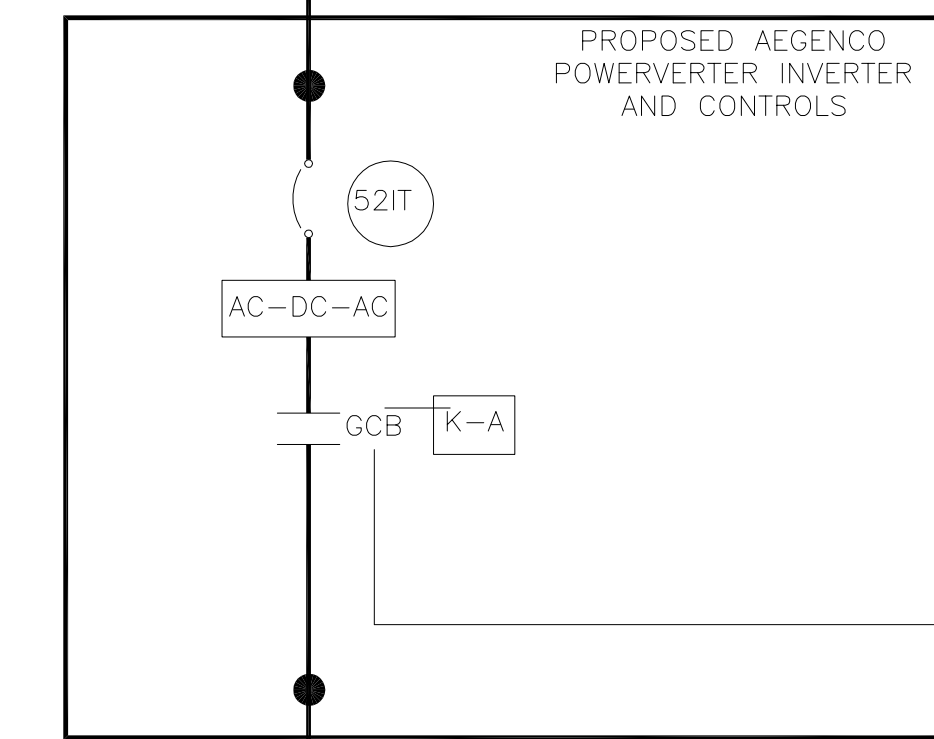 PROPOSED AEGENCO
POWERVERTER INVERTER
AND CONTROLS
52IT
AC-DC-AC
GCB
K-A